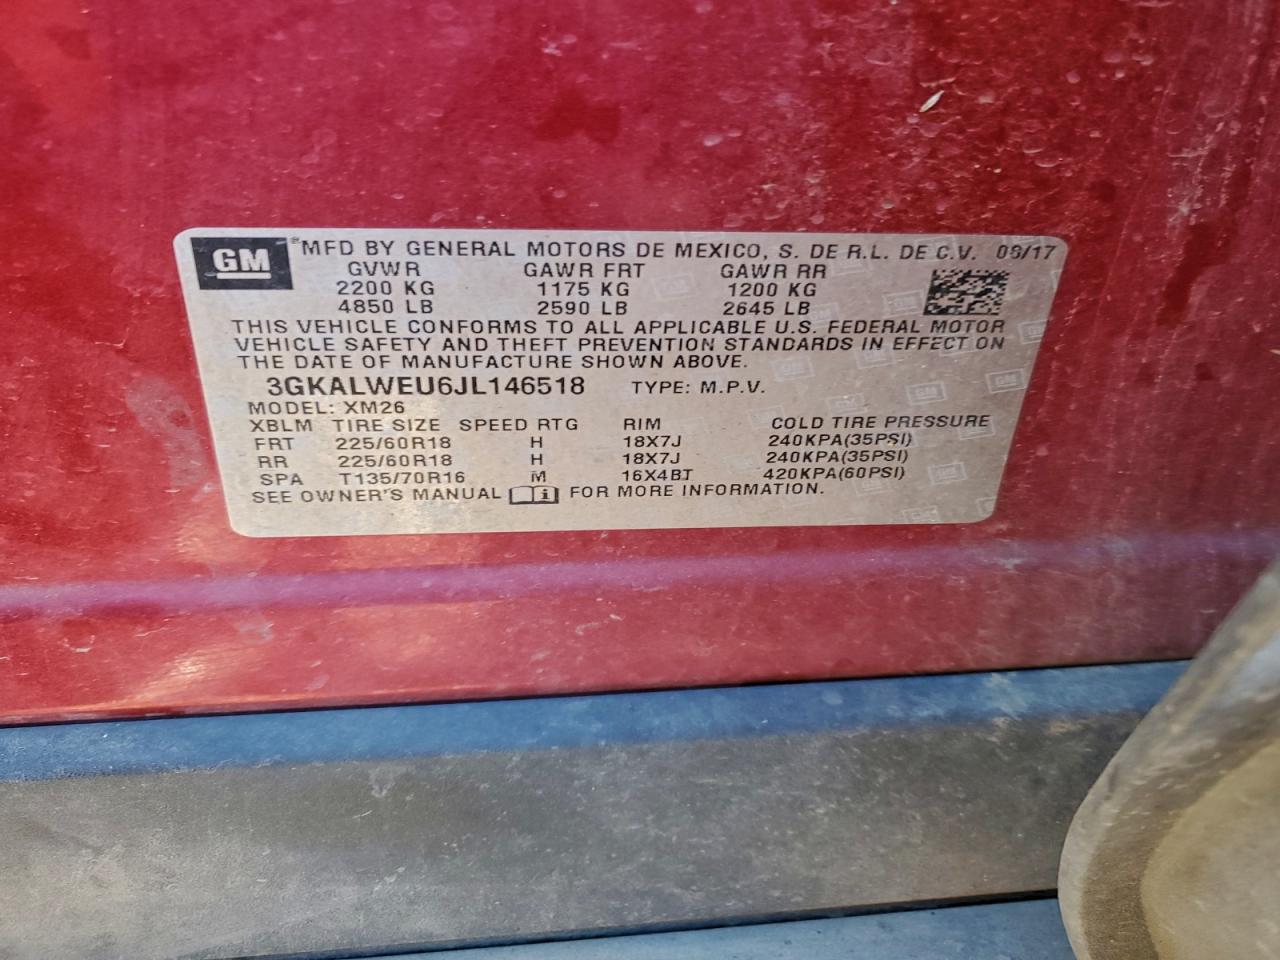 GM ® MFD BY GENERAL MOTORS DE MEXICO, S. DE R.L. DE C.V. 06/17
GVWR GAWR FRT GAWR RR
2200 KG 1175 KG 1200 KG
4850 LB 2590 LB 2645 LB
THIS VEHICLE CONFORMS TO ALL APPLICABLE U.S. FEDERAL MOTOR
VEHICLE SAFETY AND THEFT PREVENTION STANDARDS IN EFFECT ON
THE DATE OF MANUFACTURE SHOWN ABOVE.
3GKALWEU6JL146518 TYPE: M.P.V.
MODEL: XM26
XBLM TIRE SIZE SPEED RTG RIM COLD TIRE PRESSURE
FRT 225/60R18 H 18X7J 240KPA(35PSI)
RR 225/60R18 H 18X7J 240KPA(35PSI)
SPA T135/70R16 M 16X4BT 420KPA(60PSI)
SEE OWNER'S MANUAL FOR MORE INFORMATION.